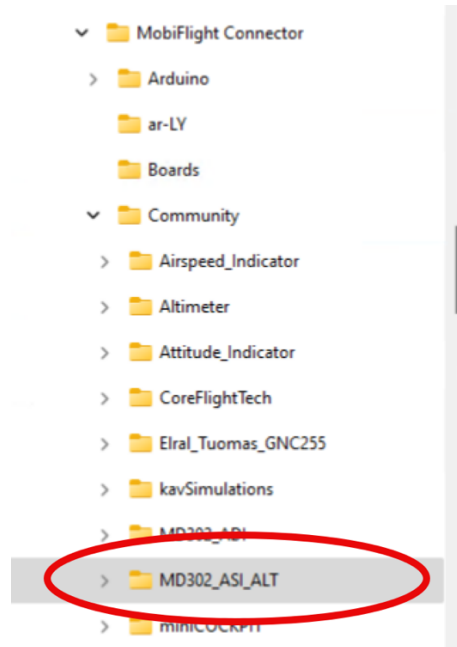 MobiFlight Connector
Arduino
ar-LY
Boards
Community
Airspeed_Indicator
Altimeter
Attitude_Indicator
CoreFlightTech
Elral_Tuomas_GNC255
kavSimulations
MD302_ADI
MD302_ASI_ALT
miniCOCKPIT